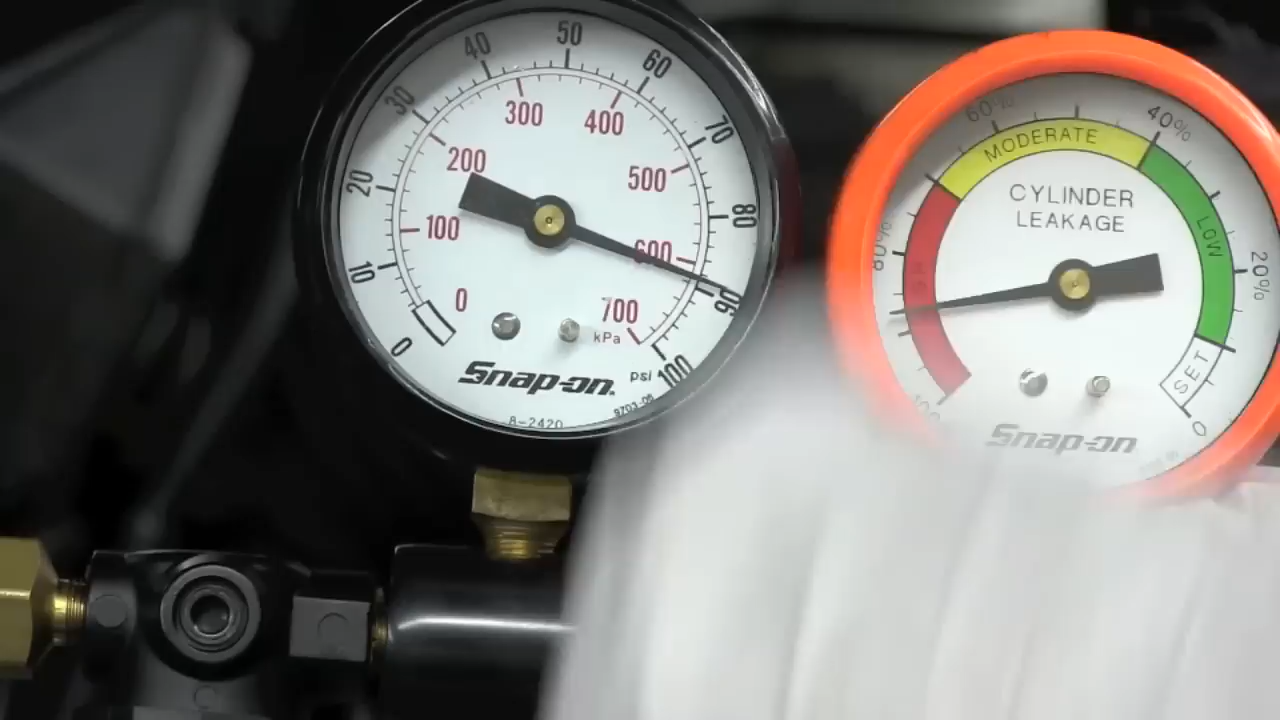 50
40
60
30
70
300
400
200
500
20
80
100
600
10
90
0
700
kPa
0
psi
100
Snap-on
8-2420
60%
40%
MODERATE
CYLINDER
LEAKAGE
LOW
80%
20%
SET
0
Snap-on